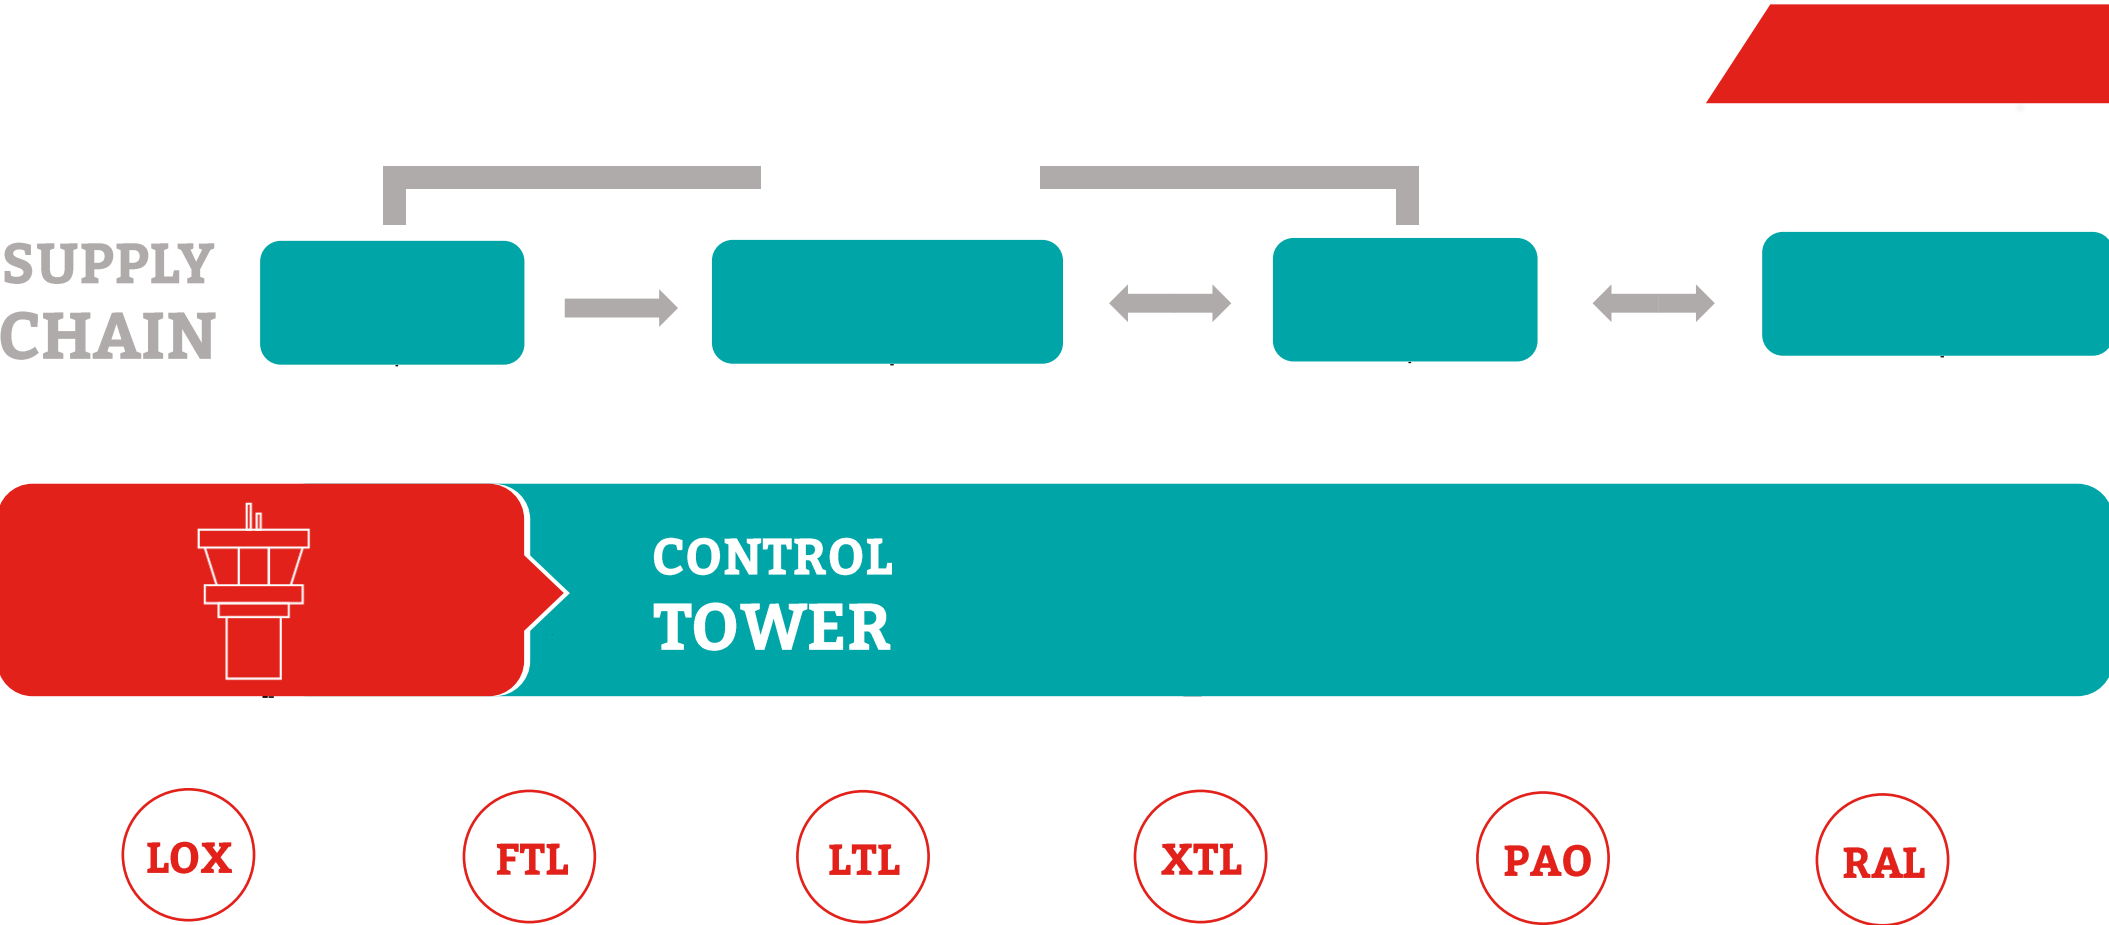 SUPPLY
CHAIN
CONTROL
TOWER
LOX
FTL
LTL
XTL
PAO
RAL